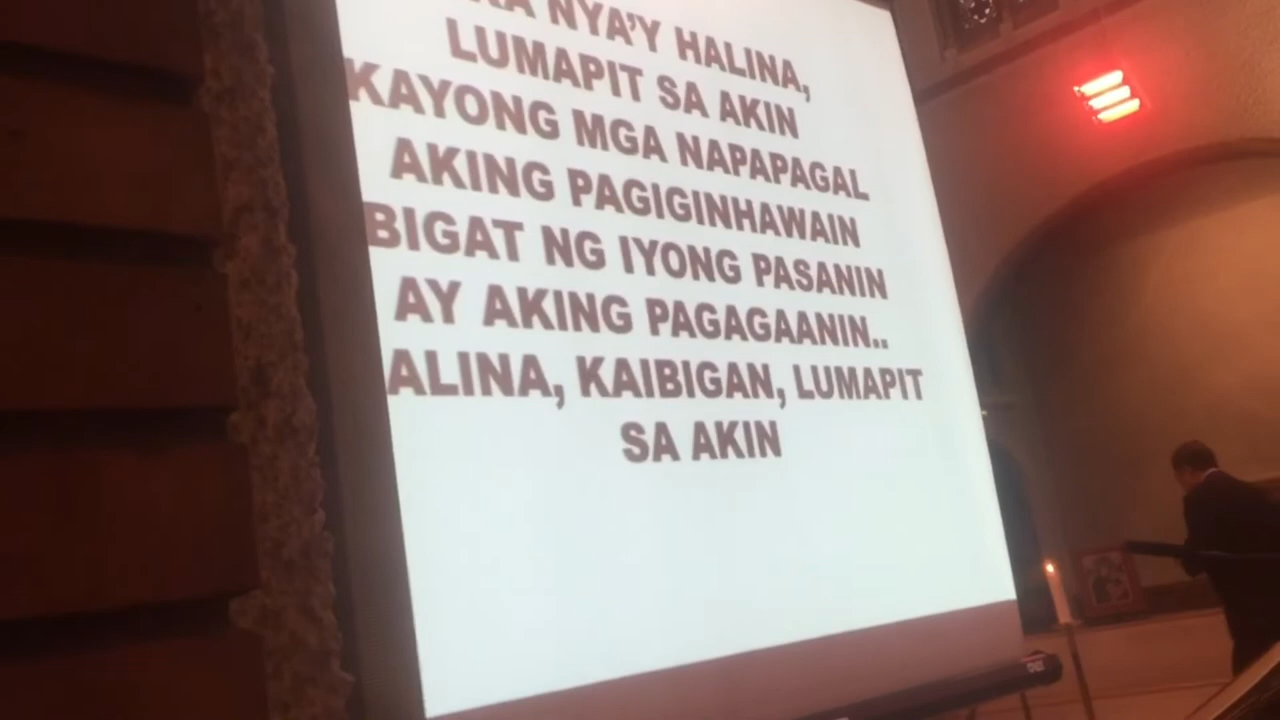 NYA'Y HALINA,
LUMAPIT SA AKIN
KAYONG MGA NAPAPAGAL
AKING PAGIGINHAWAIN
BIGAT NG IYONG PASANIN
AY AKING PAGAGAANIN..
ALINA, KAIBIGAN, LUMAPIT
SA AKIN